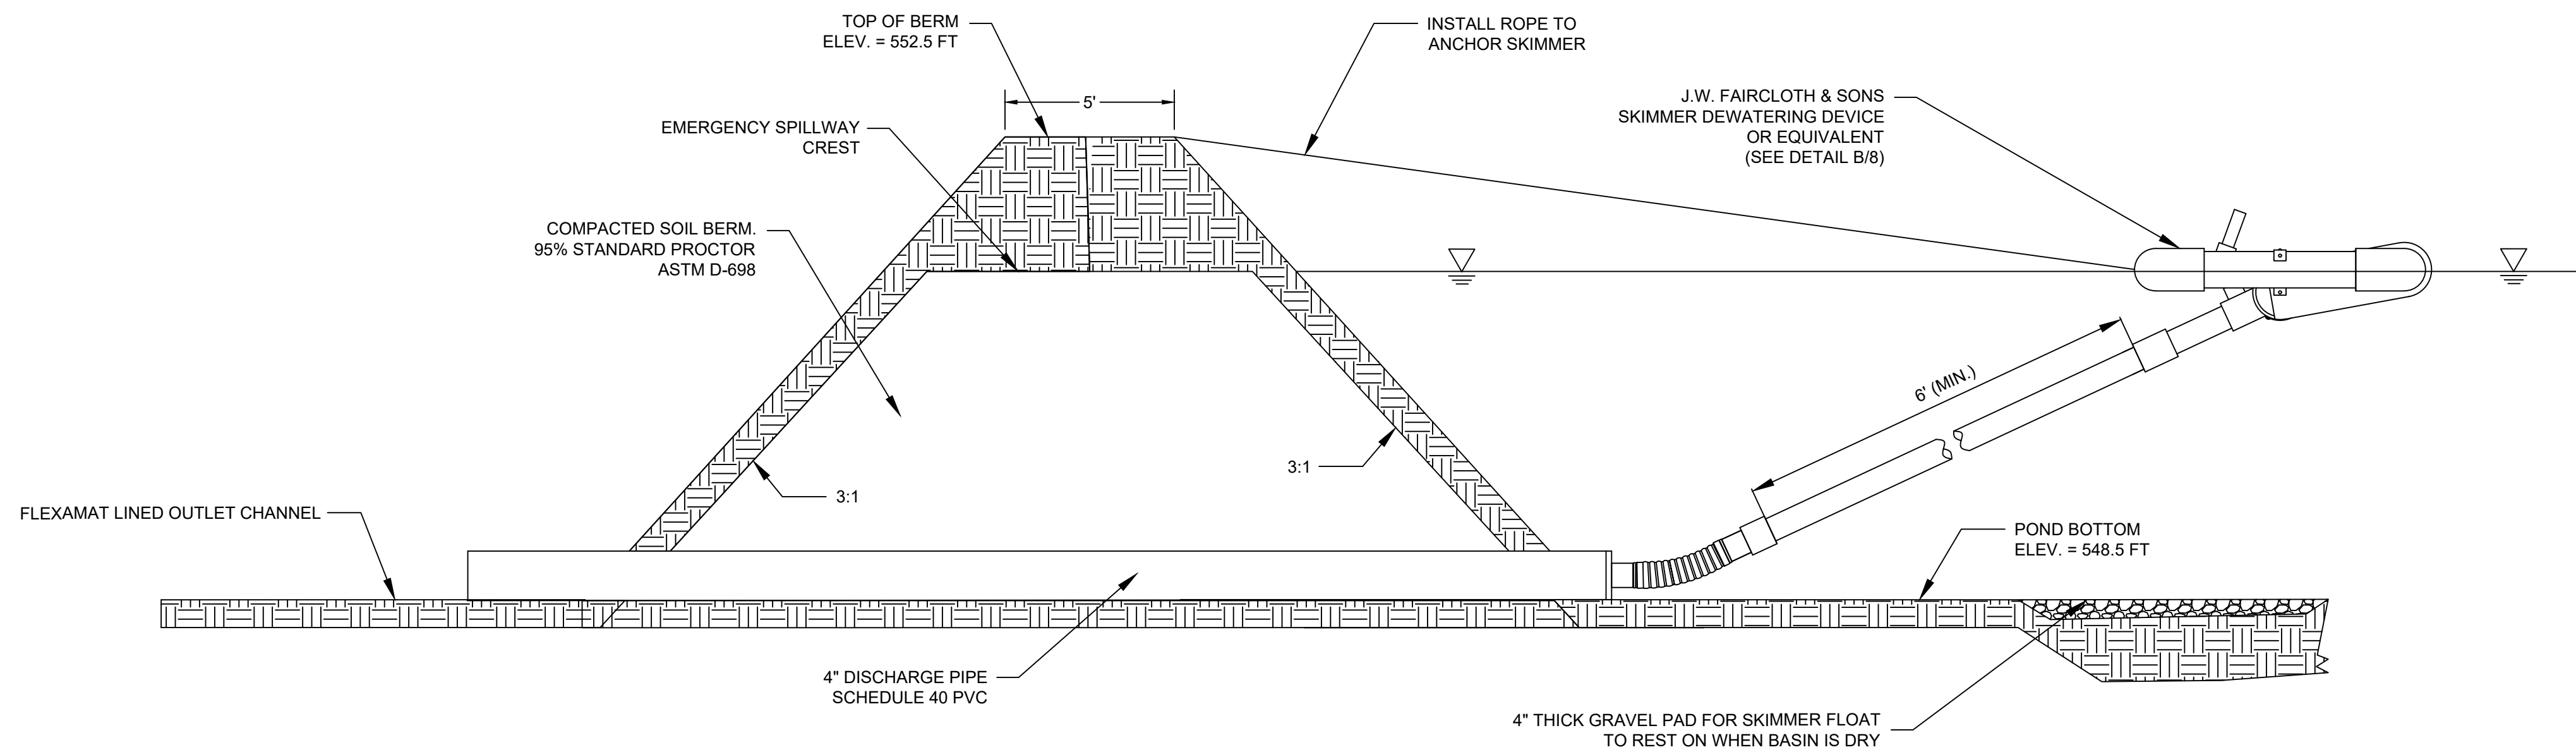 TOP OF BERM
ELEV. = 552.5 FT
INSTALL ROPE TO
ANCHOR SKIMMER
5'
J.W. FAIRCLOTH & SONS
SKIMMER DEWATERING DEVICE
OR EQUIVALENT
(SEE DETAIL B/8)
EMERGENCY SPILLWAY
CREST
COMPACTED SOIL BERM.
95% STANDARD PROCTOR
ASTM D-698
6' (MIN.)
3:1
3:1
FLEXAMAT LINED OUTLET CHANNEL
POND BOTTOM
ELEV. = 548.5 FT
4" DISCHARGE PIPE
SCHEDULE 40 PVC
4" THICK GRAVEL PAD FOR SKIMMER FLOAT
TO REST ON WHEN BASIN IS DRY